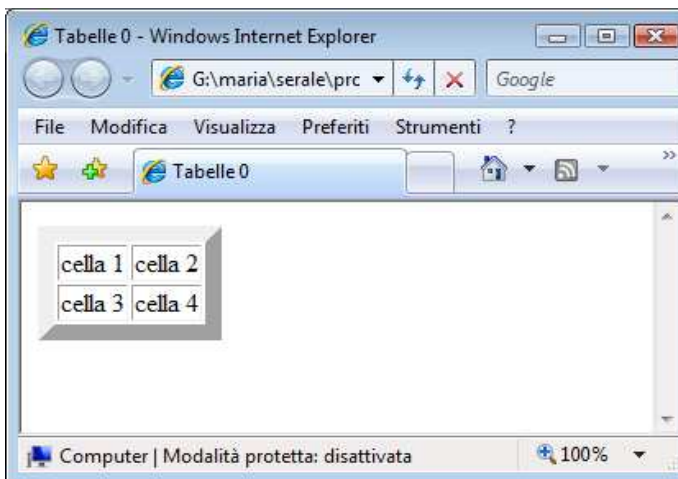 Tabelle 0 - Windows Internet Explorer
G:\maria\serale\prc
Google
File Modifica Visualizza Preferiti Strumenti ?
Tabelle 0
cella 1 cella 2
cella 3 cella 4
Computer | Modalità protetta: disattivata 100%